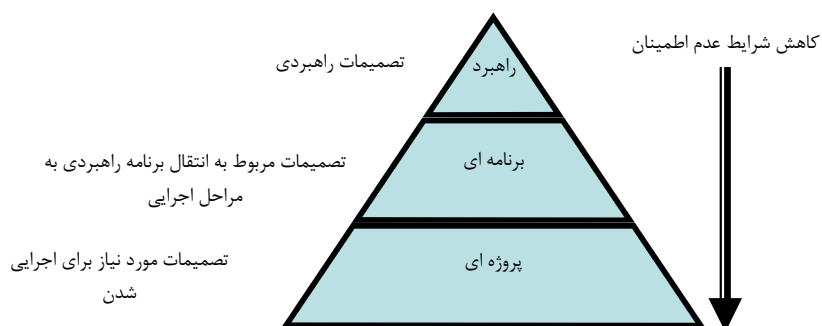 کاهش شرایط عدم اطمینان
راهبرد
تصمیمات راهبردی
برنامه ای
تصمیمات مربوط به انتقال برنامه راهبردی به
مراحل اجرایی
پروژه ای
تصمیمات مورد نیاز برای اجرایی
شدن